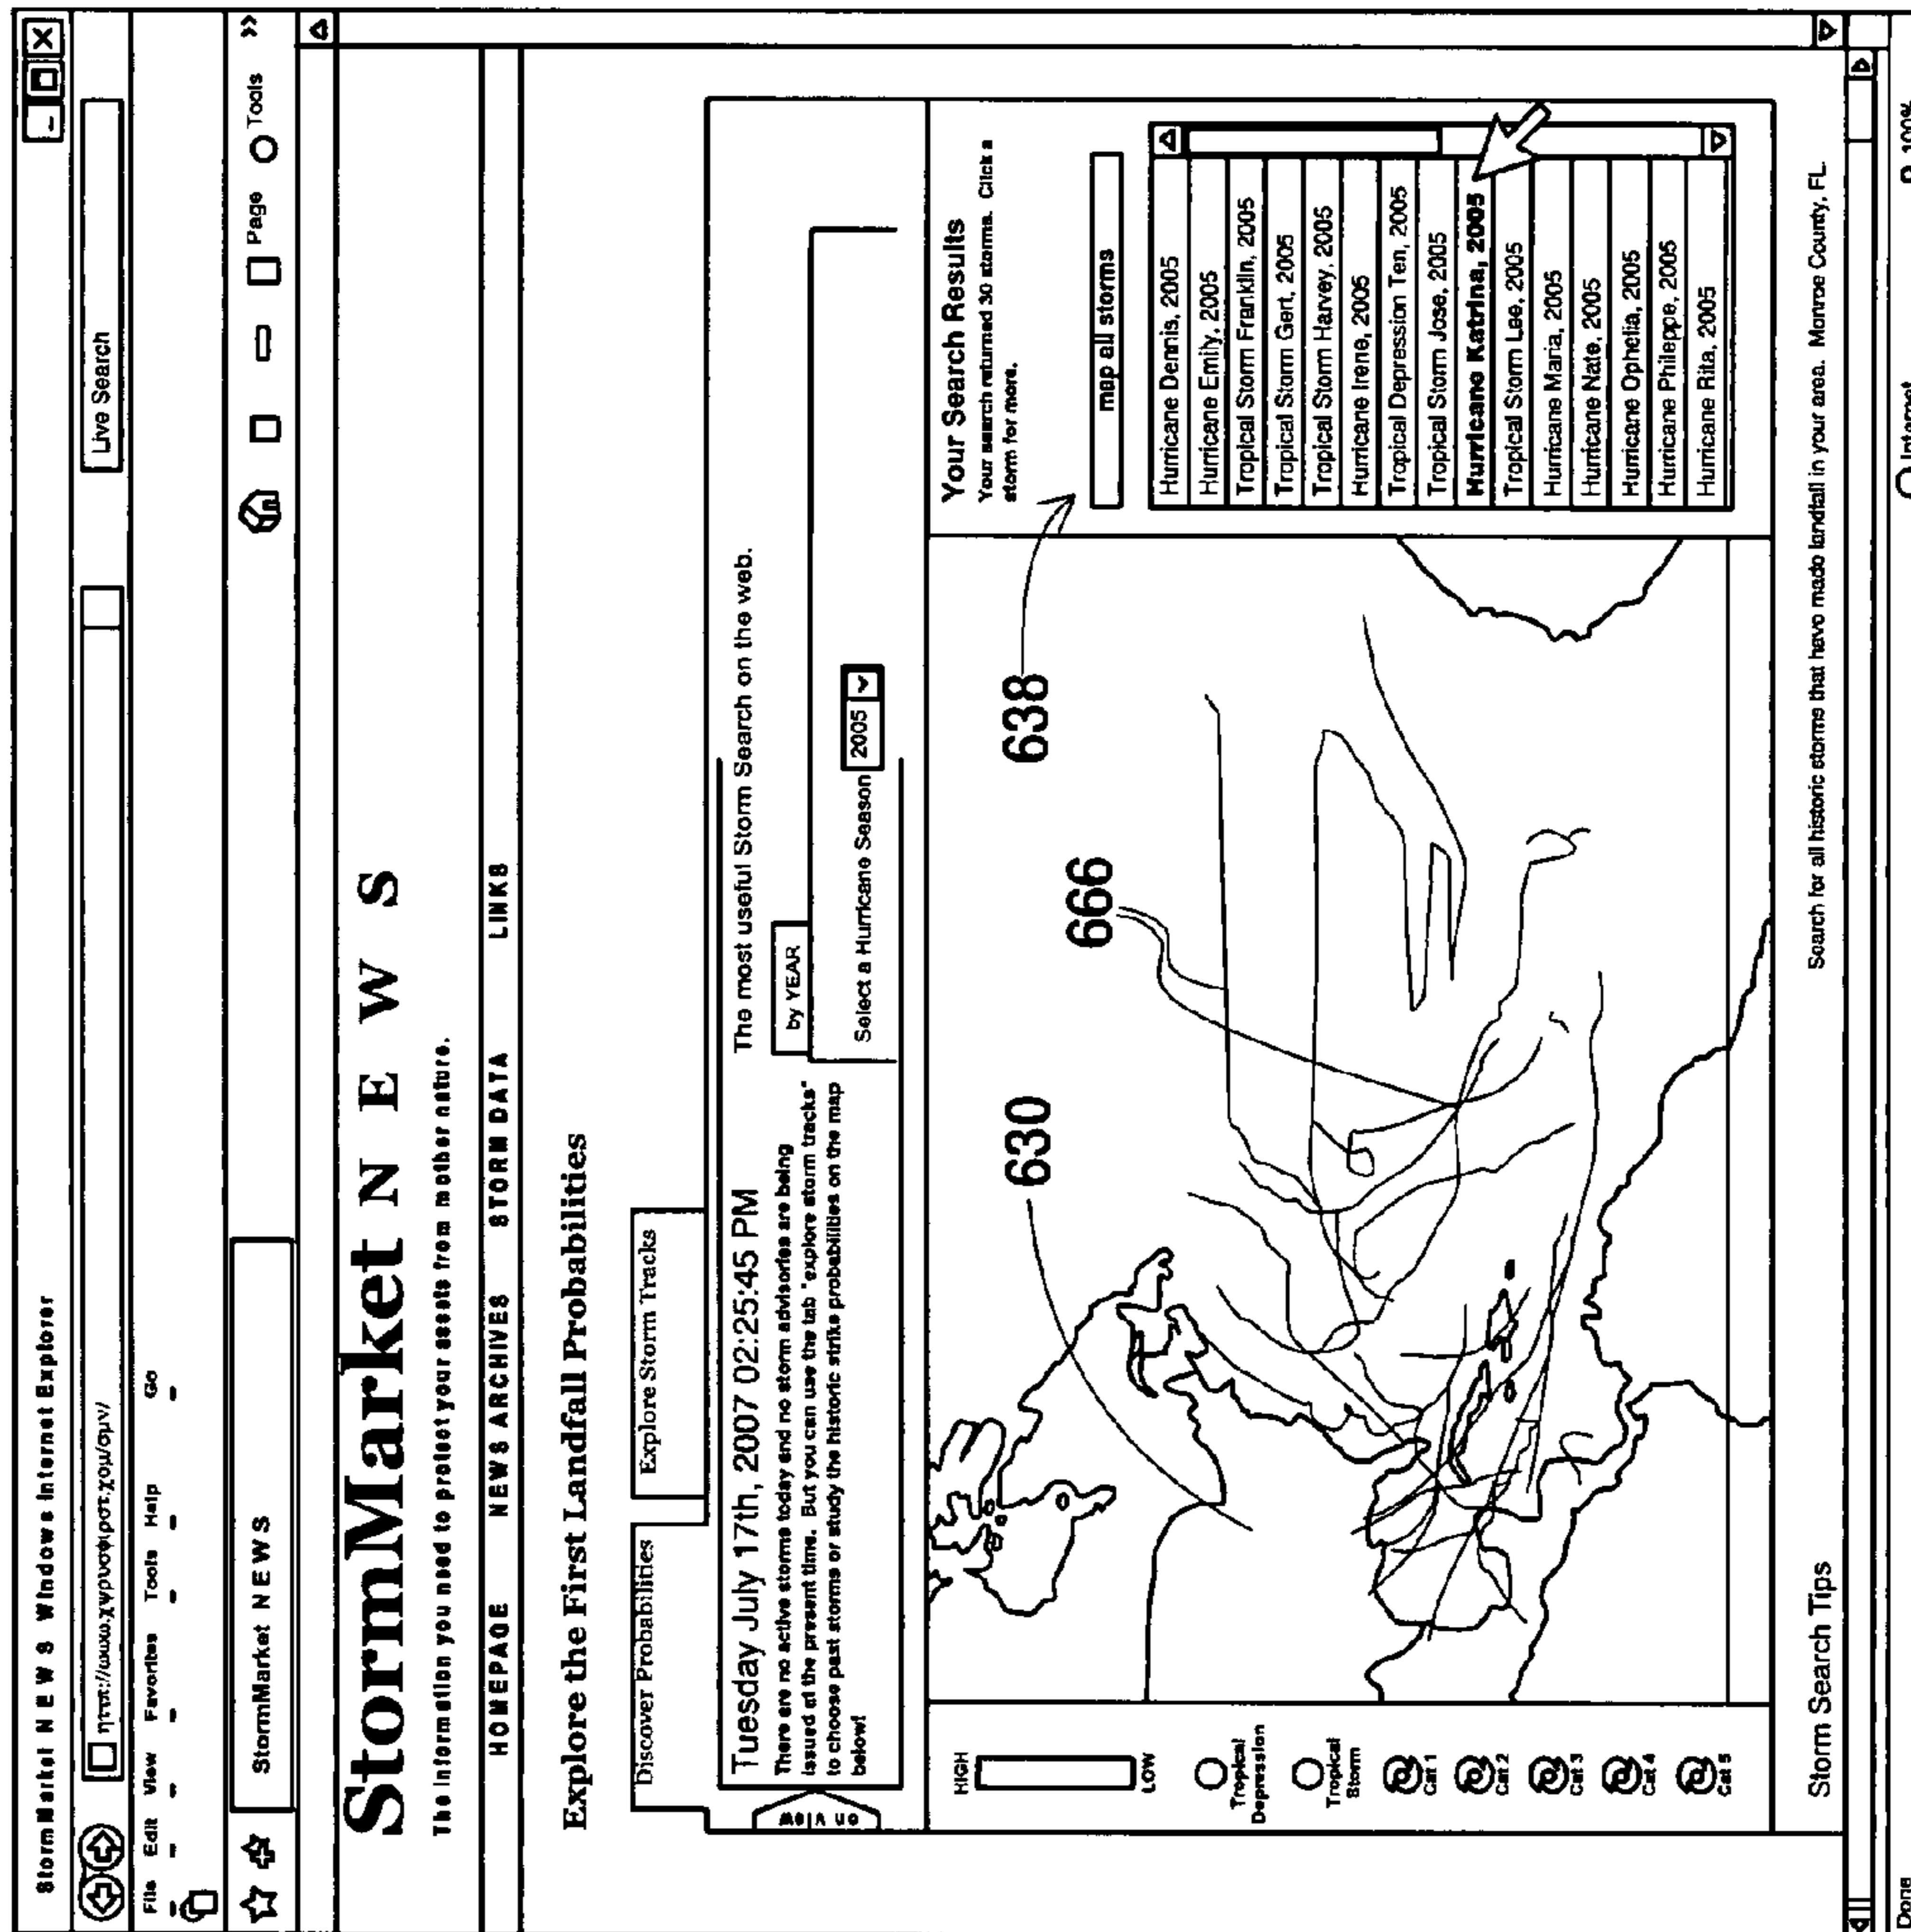 StormMarket N E W S Windows Internet Explorer
ηττπ://ωωω.χψρυσφιρστ.χομ/σμν/
Live Search
File Edit View Favorites Tools Help Go
StormMarket N E W S
Page
Tools
»
StormMarket N E W S
The information you need to protect your assets from mother nature.
HOMEPAGE NEWS ARCHIVES STORM DATA LINKS
Explore the First Landfall Probabilities
Discover Probabilities
Explore Storm Tracks
Tuesday July 17th, 2007 02:25:45 PM
There are no active storms today and no storm advisories are being
issued at the present time. But you can use the tab "explore storm tracks"
to choose past storms or study the historic strike probabilities on the map
below!
The most useful Storm Search on the web.
by YEAR
Select a Hurricane Season 2005
HIGH
LOW
Tropical
Depression
Tropical
Storm
Cat 1
Cat 2
Cat 3
Cat 4
Cat 5
630
666
638
Your Search Results
Your search returned 30 storms. Click a
storm for more.
map all storms
Hurricane Dennis, 2005
Hurricane Emily, 2005
Tropical Storm Franklin, 2005
Tropical Storm Gert, 2005
Tropical Storm Harvey, 2005
Hurricane Irene, 2005
Tropical Depression Ten, 2005
Tropical Storm Jose, 2005
Hurricane Katrina, 2005
Tropical Storm Lee, 2005
Hurricane Maria, 2005
Hurricane Nate, 2005
Hurricane Ophelia, 2005
Hurricane Phileppe, 2005
Hurricane Rita, 2005
Storm Search Tips
Search for all historic storms that havo mado landfall in your area. Monroe County, FL.
Done
Internet
100%